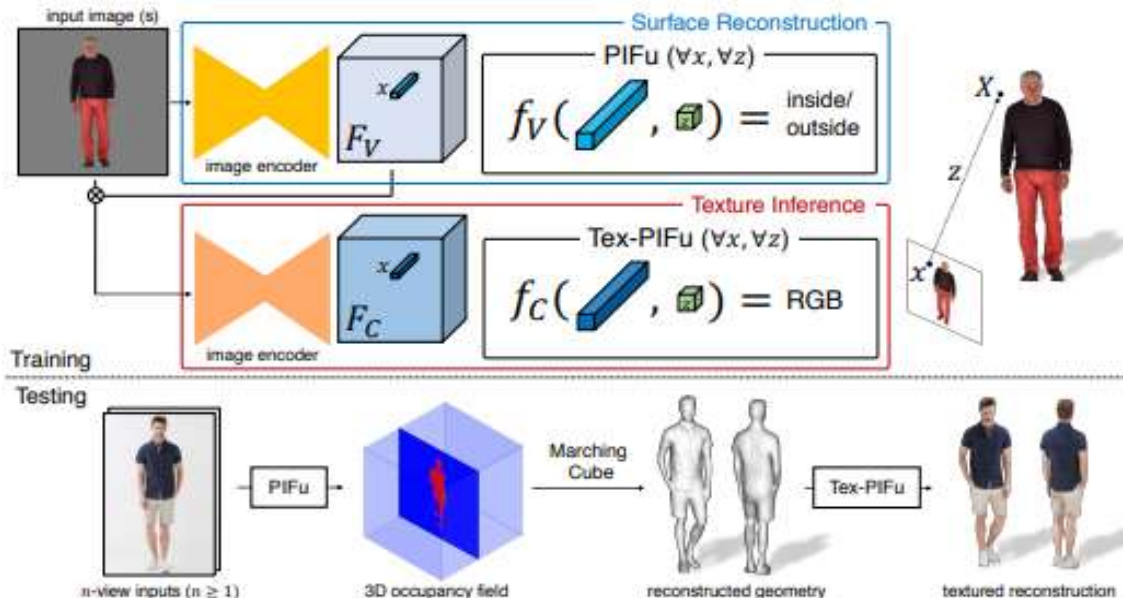 input image (s)
Surface Reconstruction
PIFu (∀x, ∀z)
x
F_V
f_V( , z ) = inside/
outside
image encoder
X
z
x
Texture Inference
Tex-PIFu (∀x, ∀z)
x
F_C
f_C( , z ) = RGB
image encoder
Training
Testing
PIFu
Marching
Cube
Tex-PIFu
n-view inputs (n ≥ 1)
3D occupancy field
reconstructed geometry
textured reconstruction